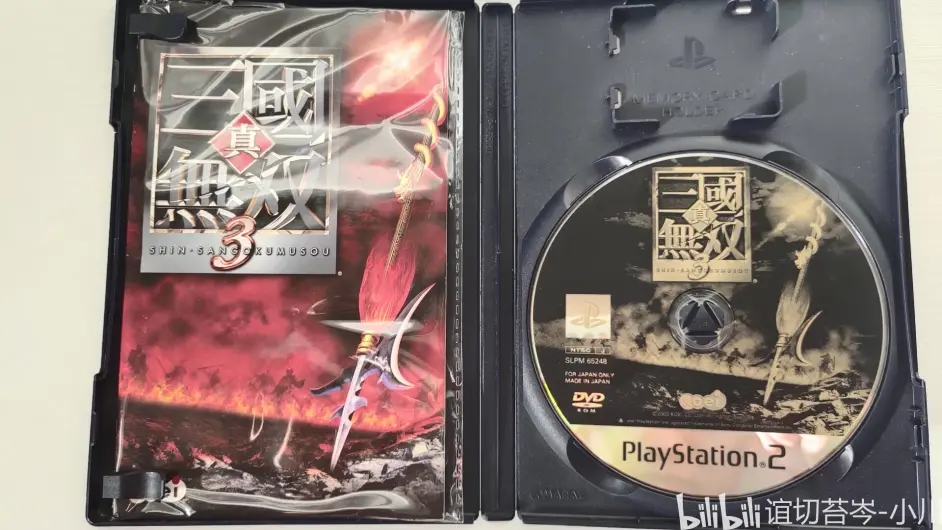 三國
真
無双
3
SHIN·SANGOKUMUSOU
MEMORY CARD
HOLDER
三國
真
無双
SHIN·SANGOKUMUSOU
3
NTSC J
SLPM 65248
FOR JAPAN ONLY
MADE IN JAPAN
DVD
ROM
KOEI
PlayStation®2
bilibili 谊切苔岑-小川